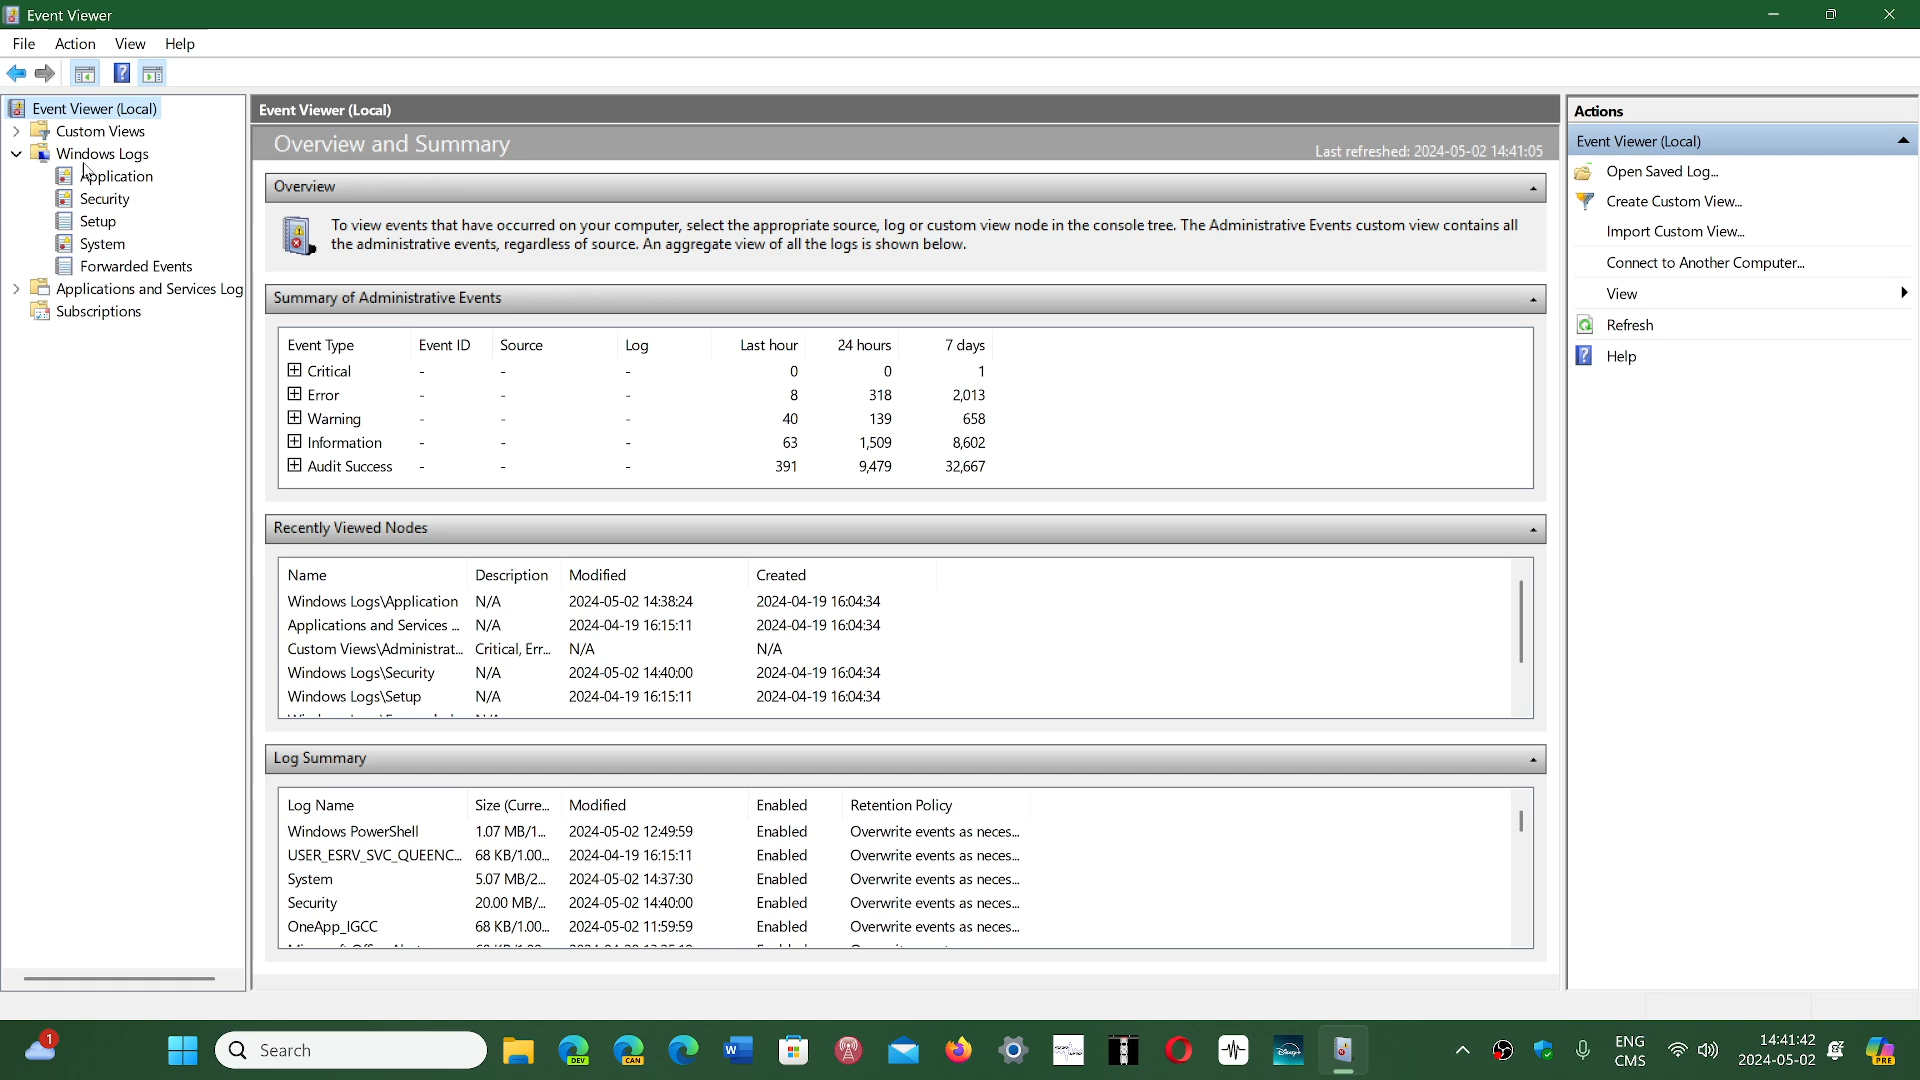 Event Viewer
File Action View Help
Event Viewer (Local)
Custom Views
Windows Logs
Application
Security
Setup
System
Forwarded Events
Applications and Services Log
Subscriptions
Event Viewer (Local)
Overview and Summary
Last refreshed: 2024-05-02 14:41:05
Overview
To view events that have occurred on your computer, select the appropriate source, log or custom view node in the console tree. The Administrative Events custom view contains all
the administrative events, regardless of source. An aggregate view of all the logs is shown below.
Summary of Administrative Events
Event Type Event ID Source Log Last hour 24 hours 7 days
Critical - - - 0 0 1
Error - - - 8 318 2,013
Warning - - - 40 139 658
Information - - - 63 1,509 8,602
Audit Success - - - 391 9,479 32,667
Recently Viewed Nodes
Name Description Modified Created
Windows Logs\Application N/A 2024-05-02 14:38:24 2024-04-19 16:04:34
Applications and Services ... N/A 2024-04-19 16:15:11 2024-04-19 16:04:34
Custom Views\Administrat... Critical, Err... N/A N/A
Windows Logs\Security N/A 2024-05-02 14:40:00 2024-04-19 16:04:34
Windows Logs\Setup N/A 2024-04-19 16:15:11 2024-04-19 16:04:34
Log Summary
Log Name Size (Curre... Modified Enabled Retention Policy
Windows PowerShell 1.07 MB/1... 2024-05-02 12:49:59 Enabled Overwrite events as neces...
USER_ESRV_SVC_QUEENC... 68 KB/1.00... 2024-04-19 16:15:11 Enabled Overwrite events as neces...
System 5.07 MB/2... 2024-05-02 14:37:30 Enabled Overwrite events as neces...
Security 20.00 MB/... 2024-05-02 14:40:00 Enabled Overwrite events as neces...
OneApp_IGCC 68 KB/1.00... 2024-05-02 11:59:59 Enabled Overwrite events as neces...
Actions
Event Viewer (Local)
Open Saved Log...
Create Custom View...
Import Custom View...
Connect to Another Computer...
View
Refresh
Help
1
Search
DEV
CAN
Disney+
ENG
CMS
14:41:42
2024-05-02
PRE